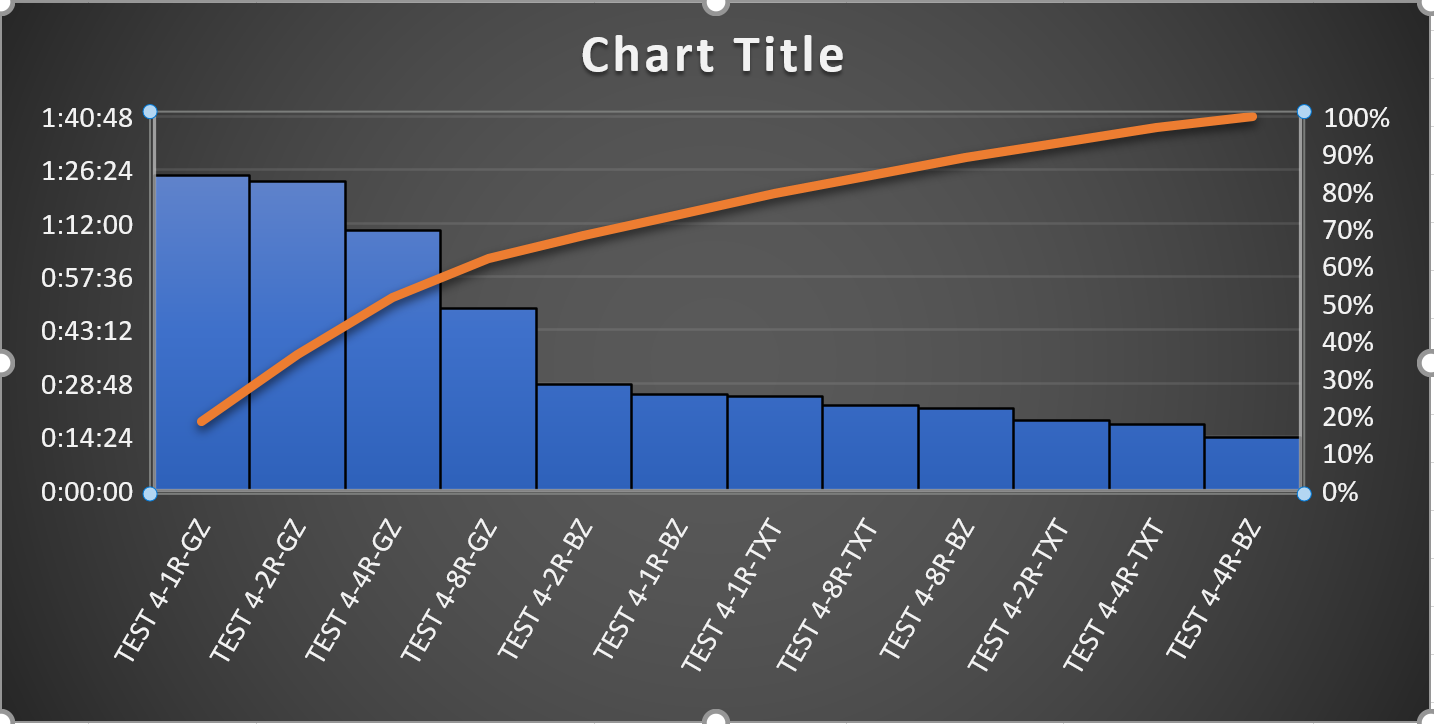 Chart Title
1:40:48
1:26:24
1:12:00
0:57:36
0:43:12
0:28:48
0:14:24
0:00:00
100%
90%
80%
70%
60%
50%
40%
30%
20%
10%
0%
TEST 4-1R-GZ
TEST 4-2R-GZ
TEST 4-4R-GZ
TEST 4-8R-GZ
TEST 4-2R-BZ
TEST 4-1R-BZ
TEST 4-1R-TXT
TEST 4-8R-TXT
TEST 4-8R-BZ
TEST 4-2R-TXT
TEST 4-4R-TXT
TEST 4-4R-BZ